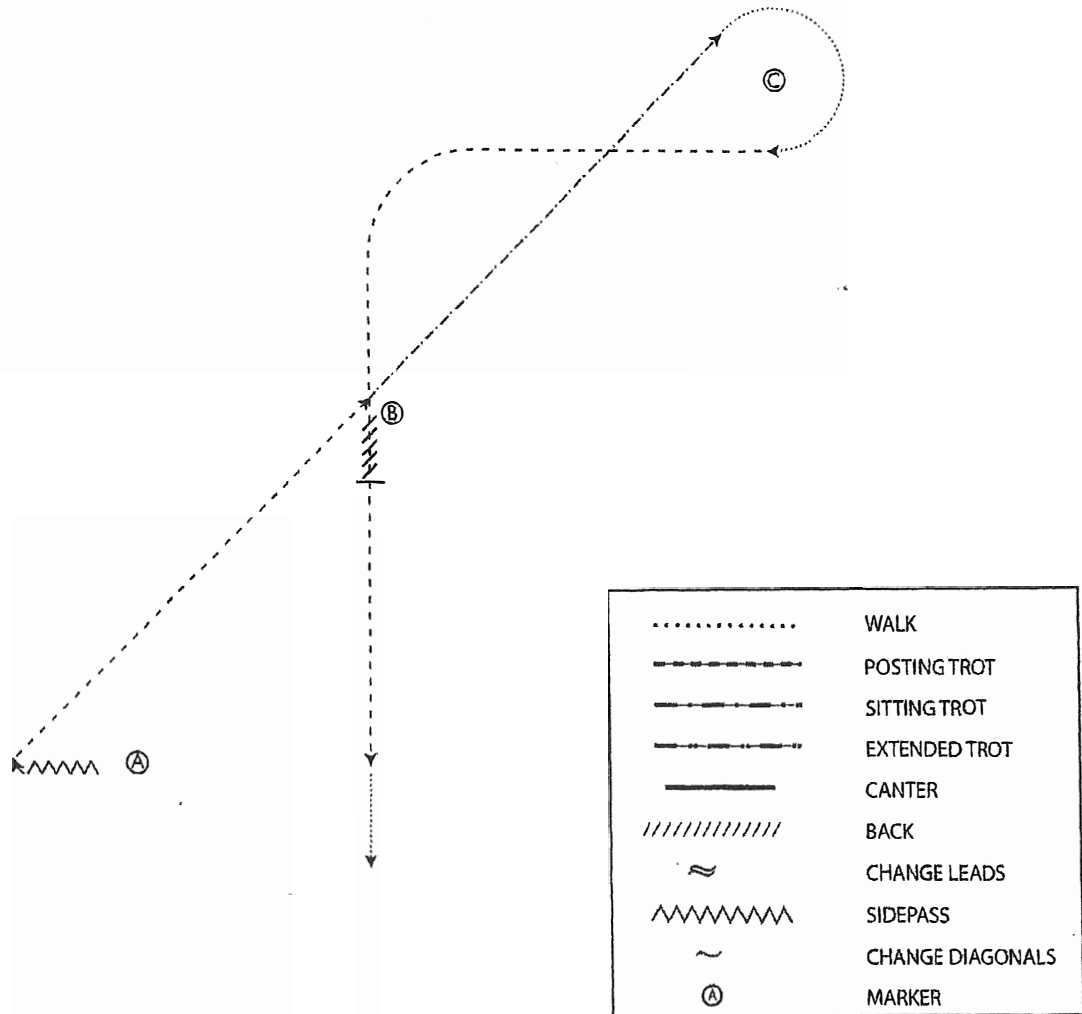 Ⓒ
Ⓑ
Ⓐ
WALK
POSTING TROT
SITTING TROT
EXTENDED TROT
CANTER
BACK
CHANGE LEADS
SIDEPASS
CHANGE DIAGONALS
Ⓐ MARKER